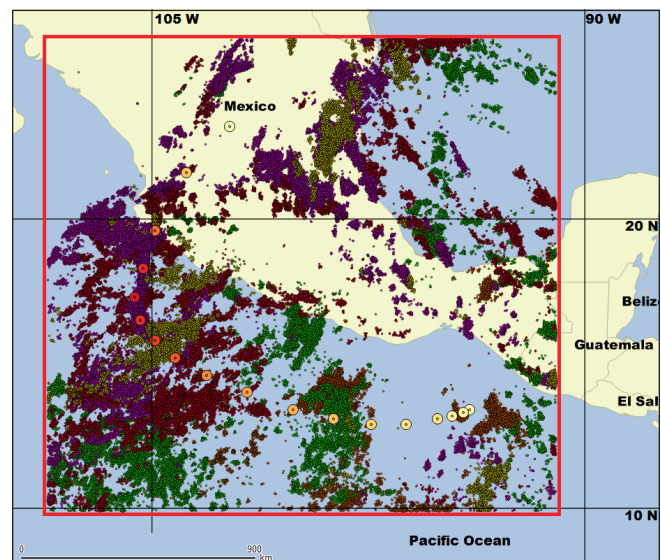 105 W
90 W
Mexico
20 N
Beliz
Guatemala
El Sal
10 N
Pacific Ocean
0 900
km